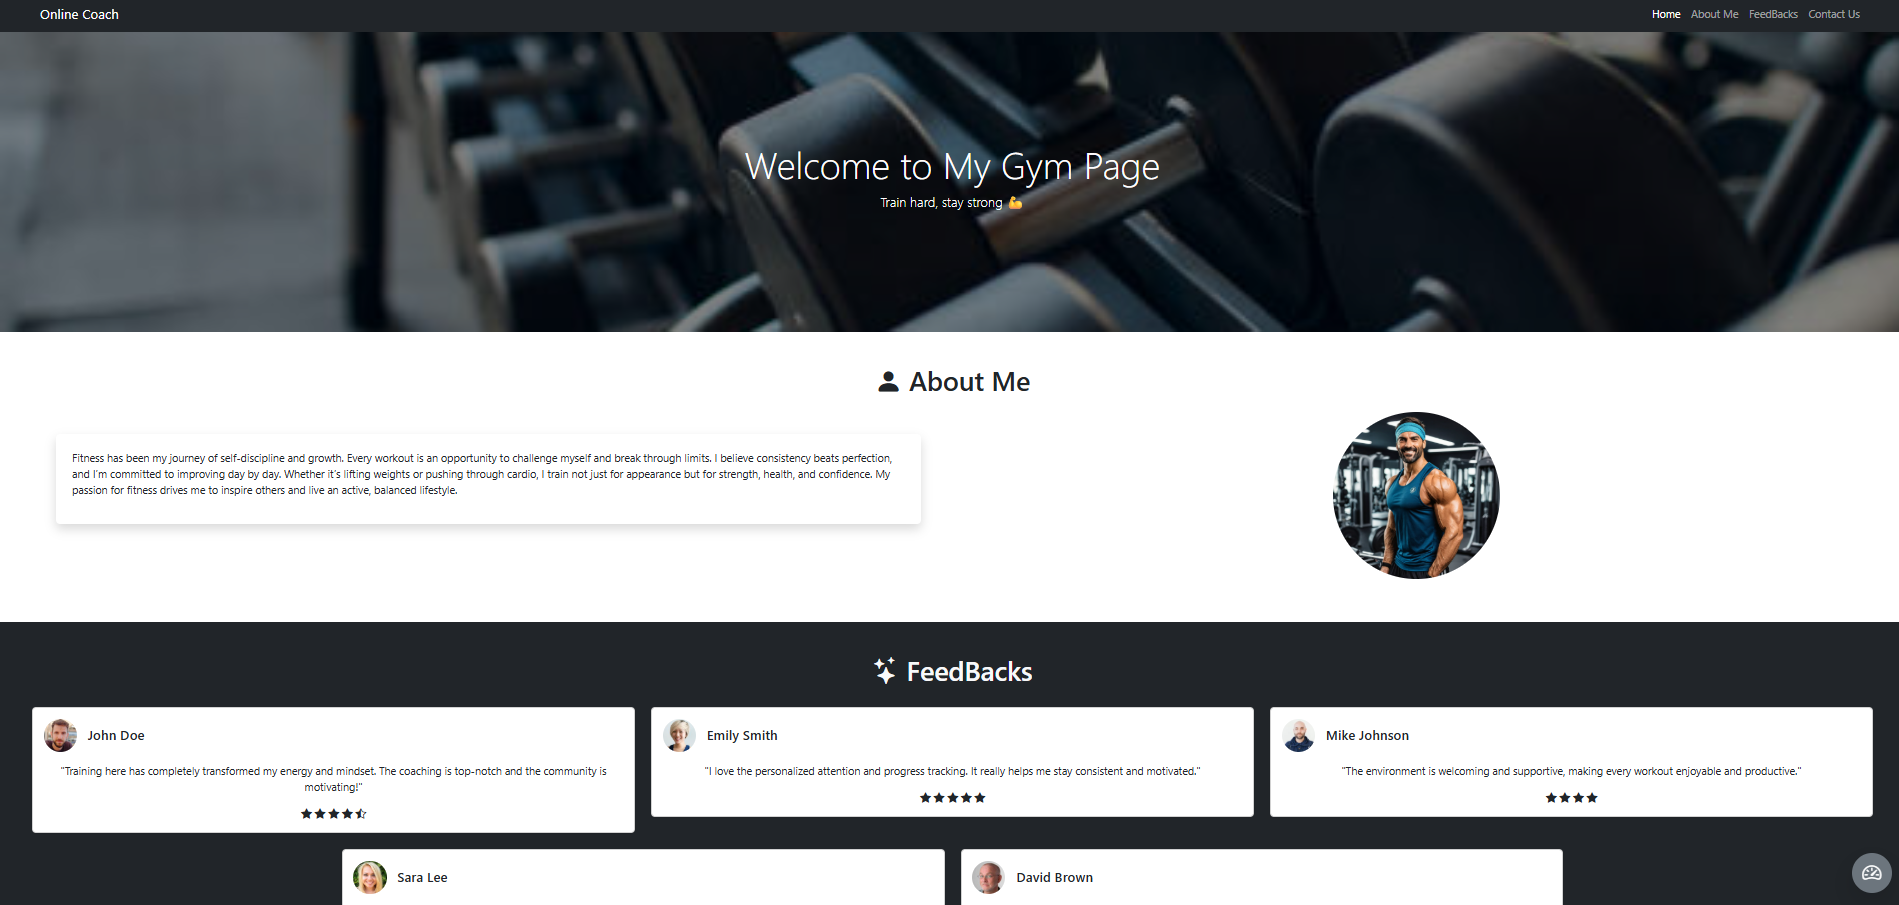 Online Coach
Home About Me FeedBacks Contact Us
Welcome to My Gym Page
Train hard, stay strong 💪
About Me
Fitness has been my journey of self-discipline and growth. Every workout is an opportunity to challenge myself and break through limits. I believe consistency beats perfection,
and I'm committed to improving day by day. Whether it's lifting weights or pushing through cardio, I train not just for appearance but for strength, health, and confidence. My
passion for fitness drives me to inspire others and live an active, balanced lifestyle.
FeedBacks
John Doe
"Training here has completely transformed my energy and mindset. The coaching is top-notch and the community is
motivating!"
Emily Smith
"I love the personalized attention and progress tracking. It really helps me stay consistent and motivated."
Mike Johnson
"The environment is welcoming and supportive, making every workout enjoyable and productive."
Sara Lee
David Brown